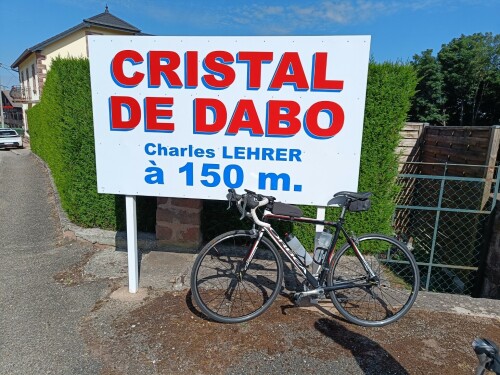 CRISTAL
DE DABO
Charles LEHRER
à 150 m.